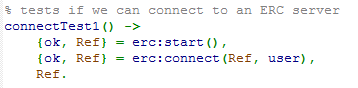 % tests if we can connect to an ERC server
connectTest1() ->
    {ok, Ref} = erc:start(),
    {ok, Ref} = erc:connect(Ref, user),
    Ref.